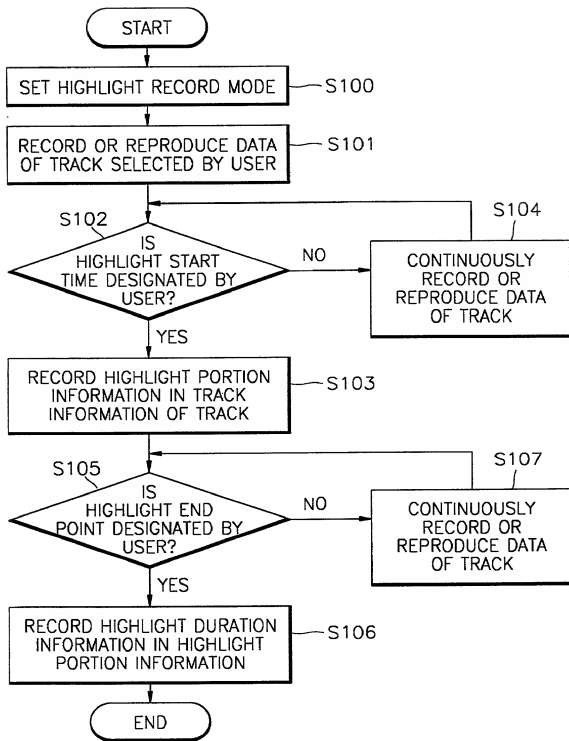 START
SET HIGHLIGHT RECORD MODE
S100
RECORD OR REPRODUCE DATA
OF TRACK SELECTED BY USER
S101
S102
IS
HIGHLIGHT START
TIME DESIGNATED BY
USER?
NO
S104
CONTINUOUSLY
RECORD OR
REPRODUCE DATA
OF TRACK
YES
RECORD HIGHLIGHT PORTION
INFORMATION IN TRACK
INFORMATION OF TRACK
S103
S105
IS
HIGHLIGHT END
POINT DESIGNATED BY
USER?
NO
S107
CONTINUOUSLY
RECORD OR
REPRODUCE DATA
OF TRACK
YES
RECORD HIGHLIGHT DURATION
INFORMATION IN HIGHLIGHT
PORTION INFORMATION
S106
END